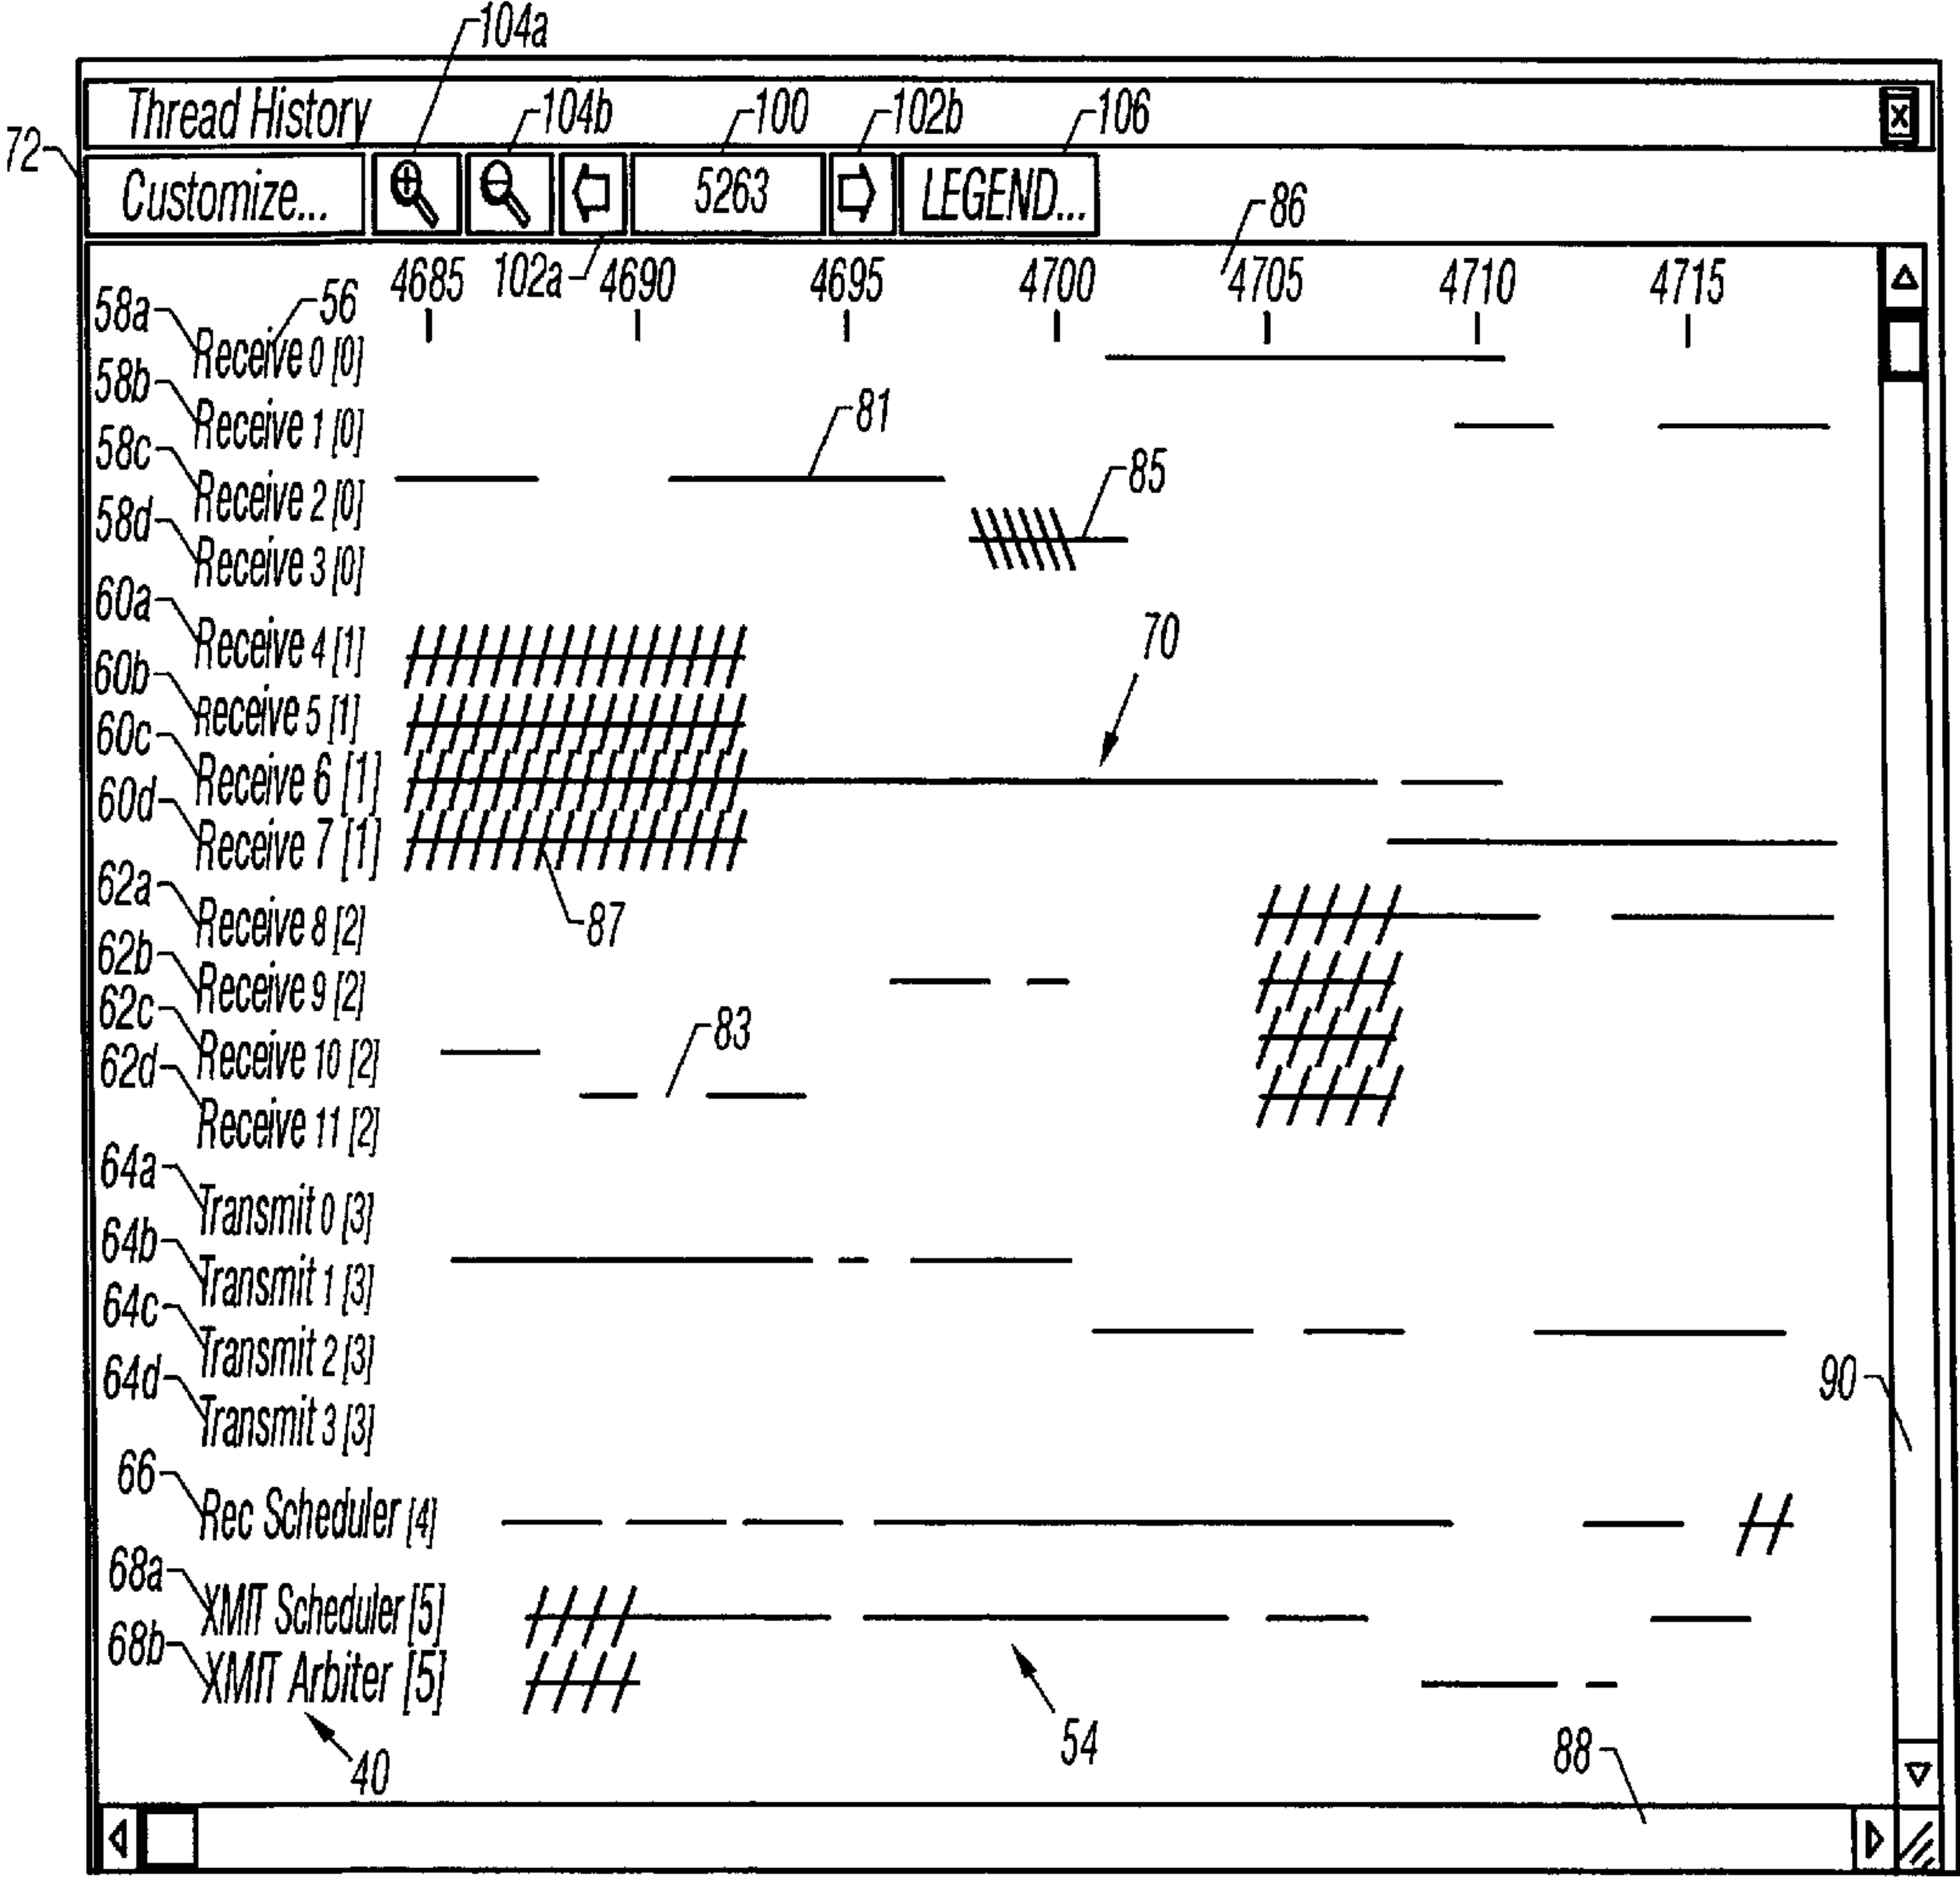 104a
Thread History
104b
100
102b
106
72
Customize...
5263
LEGEND...
86
4685
102a
4690
4695
4700
4705
4710
4715
58a
56
Receive 0 [0]
58b
Receive 1 [0]
81
58c
Receive 2 [0]
85
58d
Receive 3 [0]
60a
Receive 4 [1]
70
60b
Receive 5 [1]
60c
Receive 6 [1]
60d
Receive 7 [1]
62a
Receive 8 [2]
87
62b
Receive 9 [2]
62c
Receive 10 [2]
83
62d
Receive 11 [2]
64a
Transmit 0 [3]
64b
Transmit 1 [3]
64c
Transmit 2 [3]
64d
Transmit 3 [3]
90
66
Rec Scheduler [4]
68a
XMIT Scheduler [5]
68b
XMIT Arbiter [5]
40
54
88